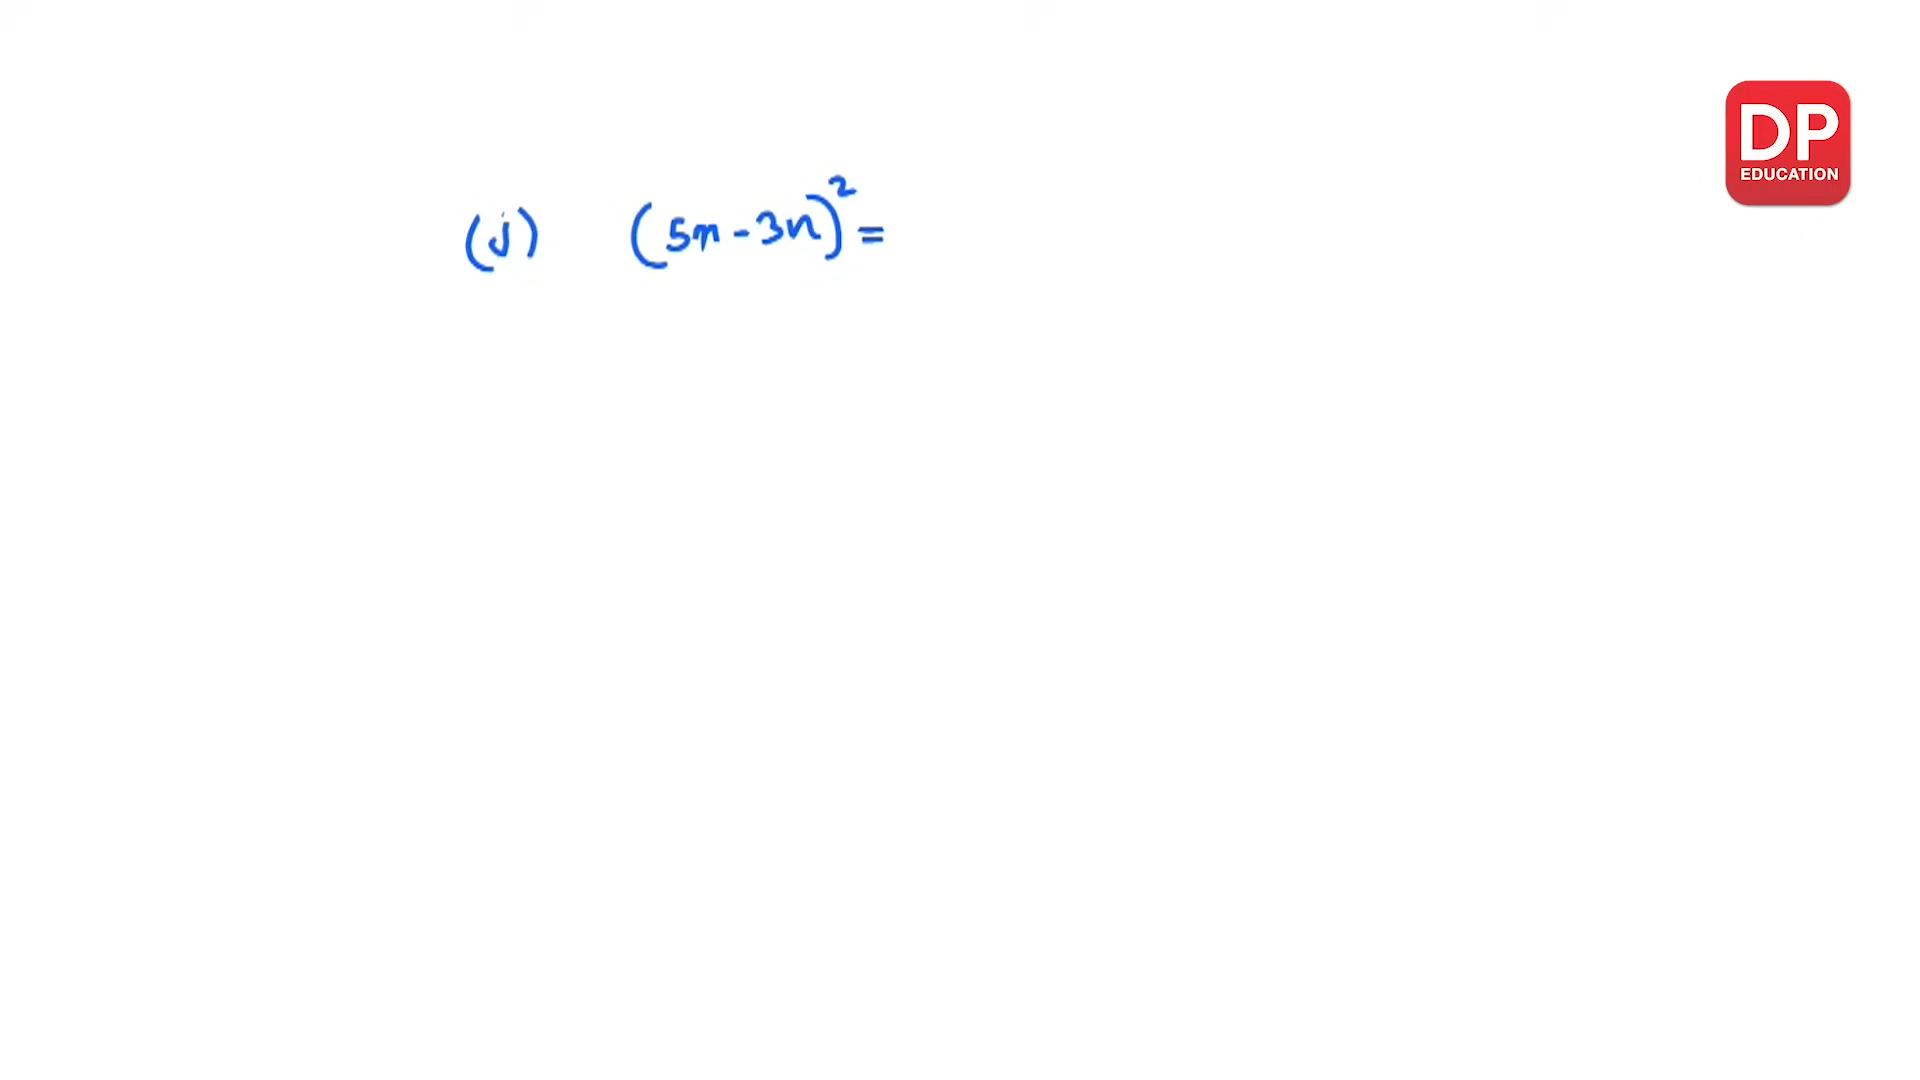 (j) (5m - 3n)² =
DP
EDUCATION